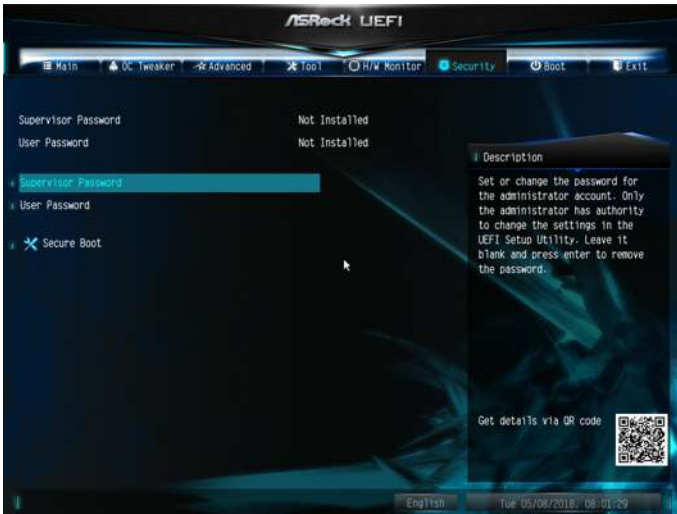 ASRock UEFI
Main OC Tweaker Advanced Tool H/W Monitor Security Boot Exit
Supervisor Password Not Installed
User Password Not Installed
Supervisor Password
User Password
Secure Boot
Description
Set or change the password for
the administrator account. Only
the administrator has authority
to change the settings in the
UEFI Setup Utility. Leave it
blank and press enter to remove
the password.
Get details via QR code
English Tue 05/08/2018, 08:01:29